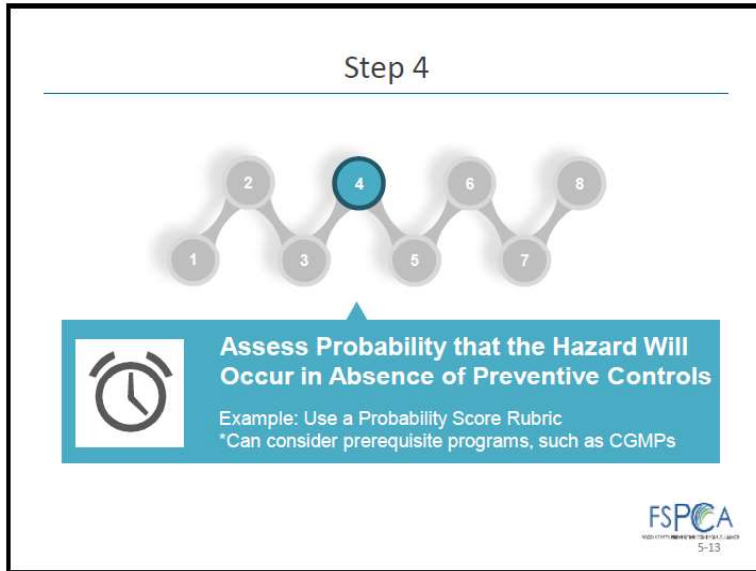 Step 4
2
4
6
8
1
3
5
7
Assess Probability that the Hazard Will
Occur in Absence of Preventive Controls
Example: Use a Probability Score Rubric
*Can consider prerequisite programs, such as CGMPs
FSPCA
5-13